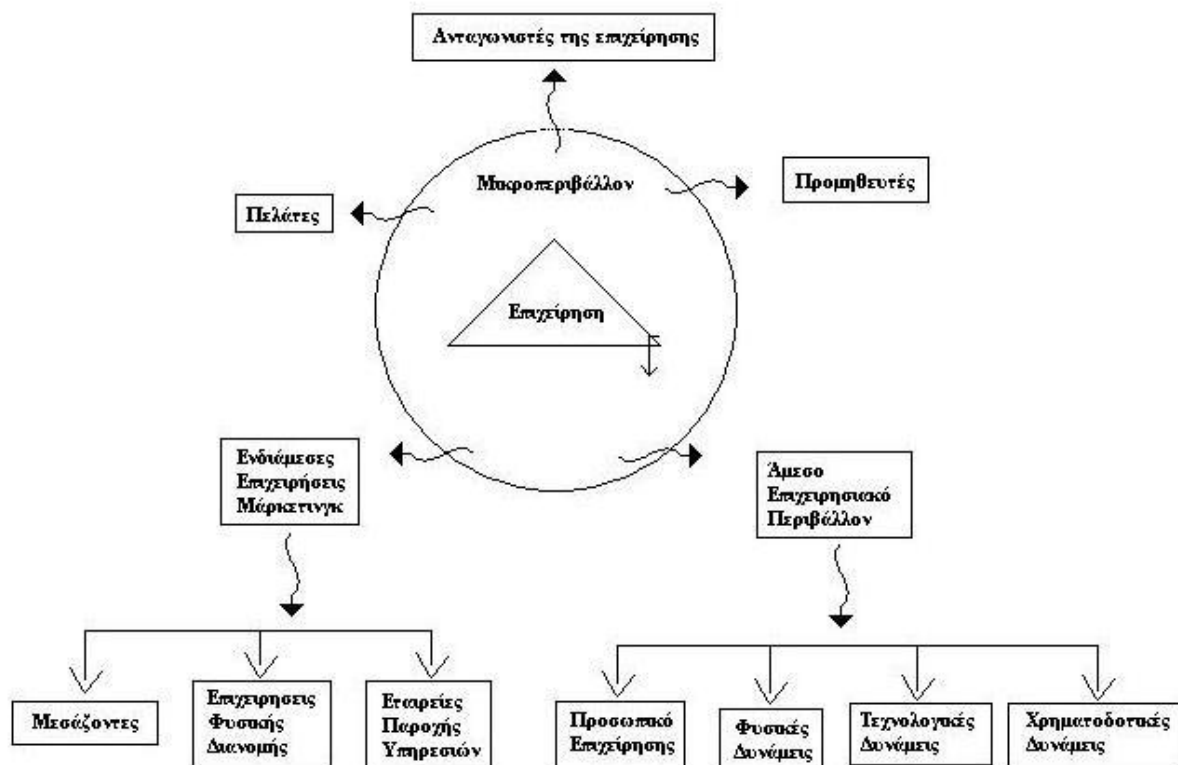 Ανταγωνιστές της επιχείρησης
Μικροπεριβάλλον
Προμηθευτές
Πελάτες
Επιχείρηση
Ενδιάμεσες
Επιχειρήσεις
Μάρκετινγκ
Άμεσο
Επιχειρησιακό
Περιβάλλον
Μεσάζοντες
Επιχειρησεις
Φυσικής
Διανομής
Εταιρείες
Παροχής
Υπηρεσιών
Προσωπικό
Επιχείρησης
Φυσικές
Δυνάμεις
Τεχνολογικές
Δυνάμεις
Χρηματοδοτικές
Δυνάμεις